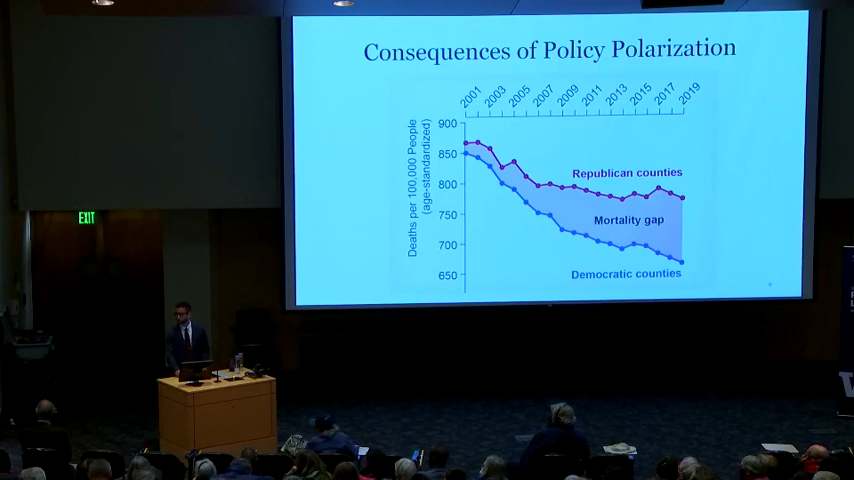 Consequences of Policy Polarization
2001 2003 2005 2007 2009 2011 2013 2015 2017 2019
Deaths per 100,000 People
(age-standardized)
900
850
800
750
700
650
Republican counties
Mortality gap
Democratic counties
EXIT